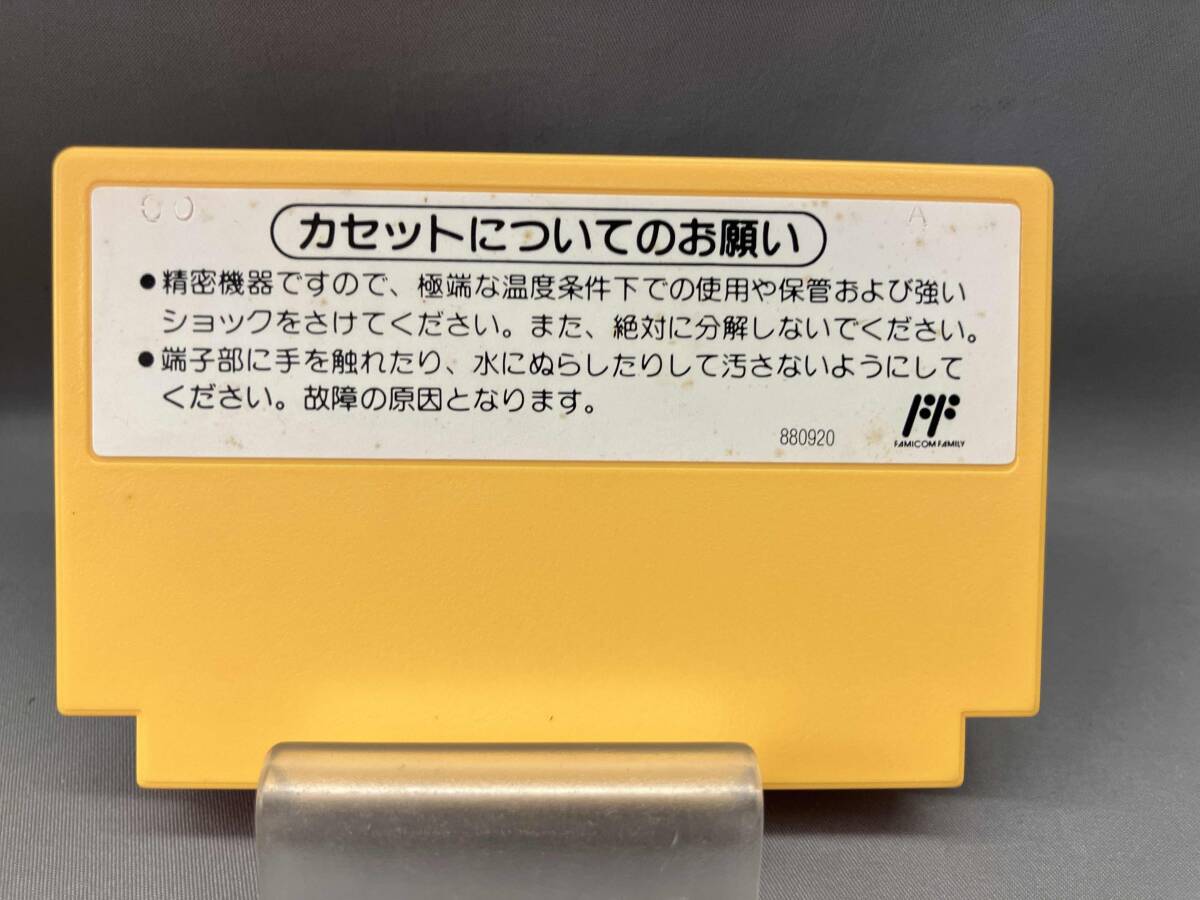 00 A
カセットについてのお願い
●精密機器ですので、極端な温度条件下での使用や保管および強い
ショックをさけてください。また、絶対に分解しないでください。
●端子部に手を触れたり、水にぬらしたりして汚さないようにして
ください。故障の原因となります。
880920
FF
FAMICOM FAMILY